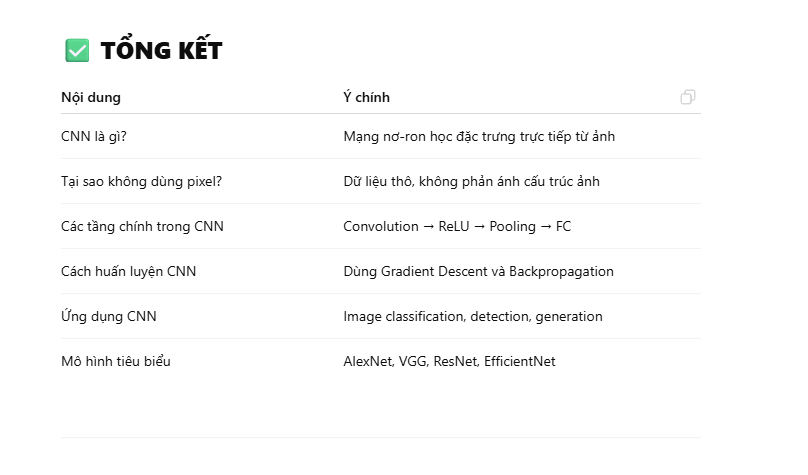 ✅ TỔNG KẾT
Nội dung Ý chính
CNN là gì? Mạng nơ-ron học đặc trưng trực tiếp từ ảnh
Tại sao không dùng pixel? Dữ liệu thô, không phản ánh cấu trúc ảnh
Các tầng chính trong CNN Convolution → ReLU → Pooling → FC
Cách huấn luyện CNN Dùng Gradient Descent và Backpropagation
Ứng dụng CNN Image classification, detection, generation
Mô hình tiêu biểu AlexNet, VGG, ResNet, EfficientNet